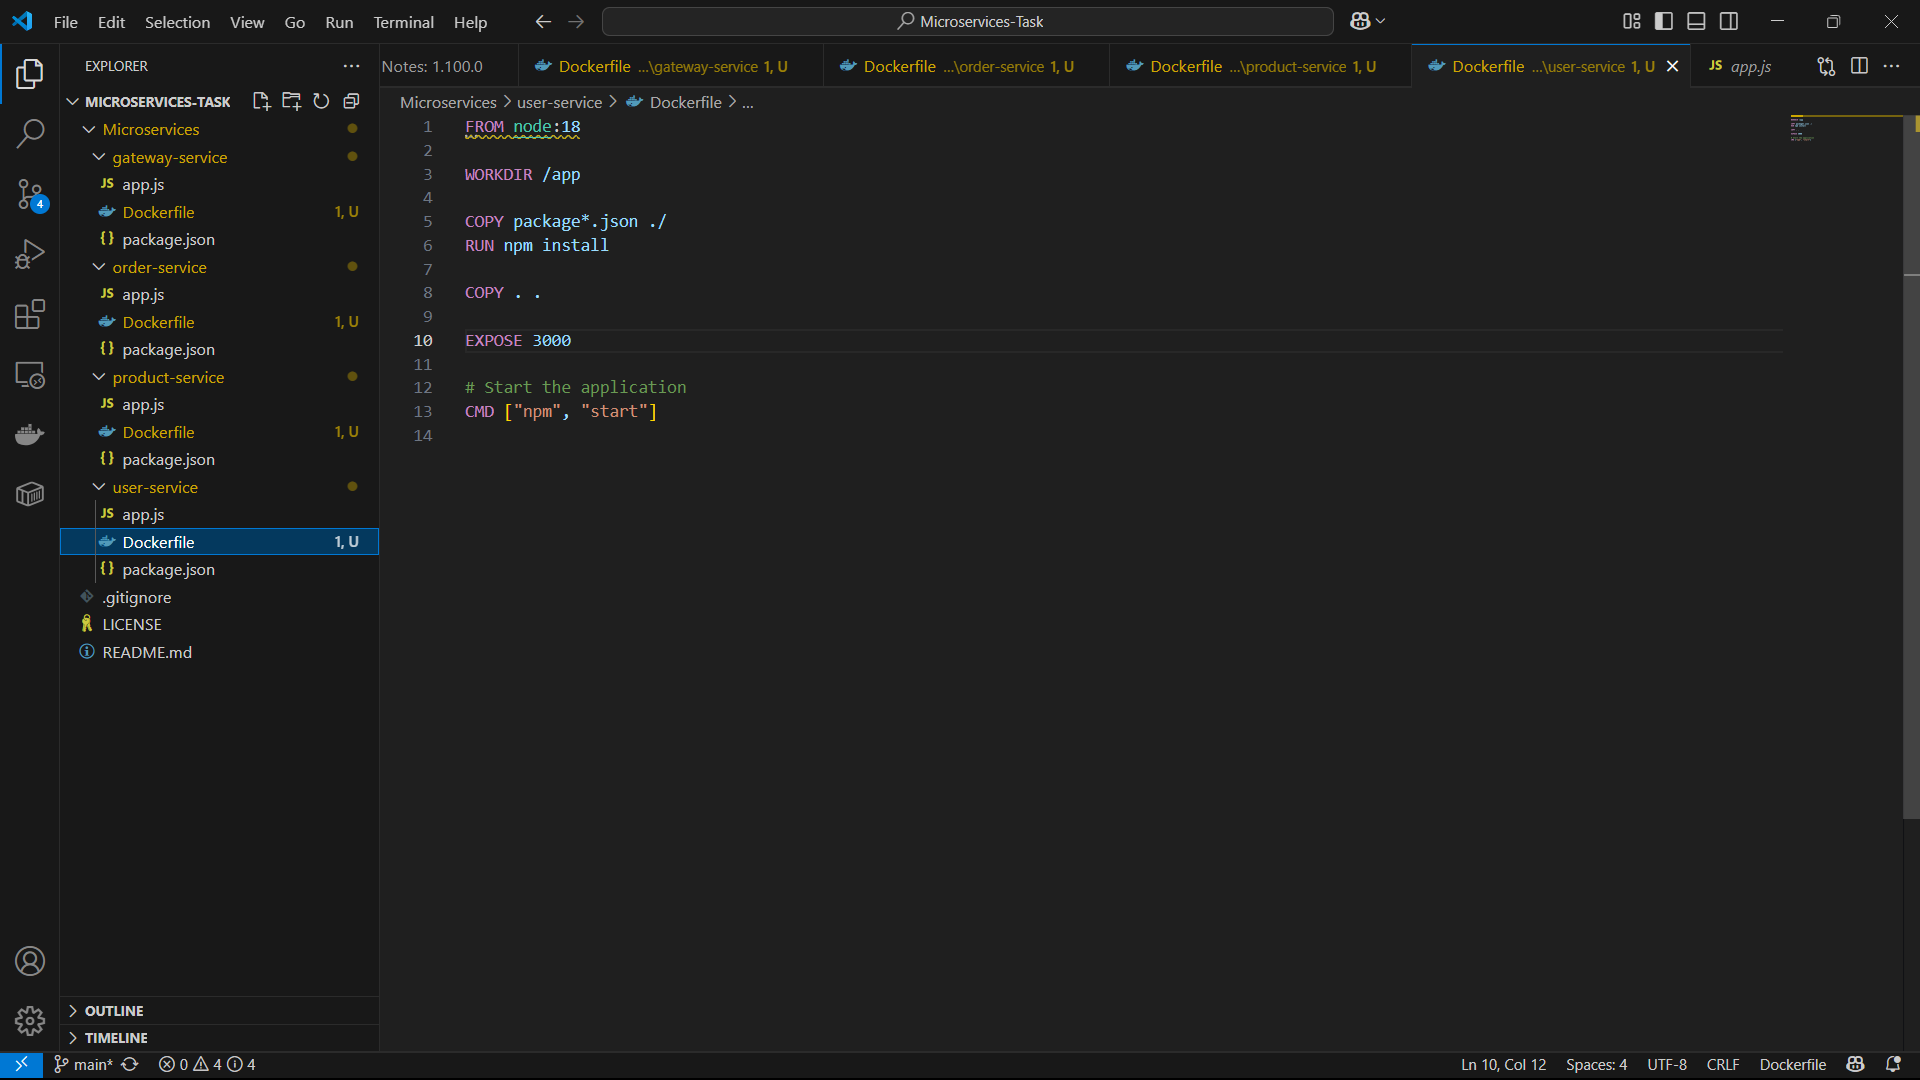 File Edit Selection View Go Run Terminal Help
Microservices-Task
EXPLORER
Notes: 1.100.0
Dockerfile ...\gateway-service 1, U
Dockerfile ...\order-service 1, U
Dockerfile ...\product-service 1, U
Dockerfile ...\user-service 1, U
JS app.js
MICROSERVICES-TASK
Microservices > user-service > Dockerfile > ...
Microservices
gateway-service
JS app.js
Dockerfile 1, U
{} package.json
order-service
JS app.js
Dockerfile 1, U
{} package.json
product-service
JS app.js
Dockerfile 1, U
{} package.json
user-service
JS app.js
Dockerfile 1, U
{} package.json
.gitignore
LICENSE
README.md
OUTLINE
TIMELINE
4
1 FROM node:18
2
3 WORKDIR /app
4
5 COPY package*.json ./
6 RUN npm install
7
8 COPY . .
9
10 EXPOSE 3000
11
12 # Start the application
13 CMD ["npm", "start"]
14
main* 0 4 4
Ln 10, Col 12 Spaces: 4 UTF-8 CRLF Dockerfile